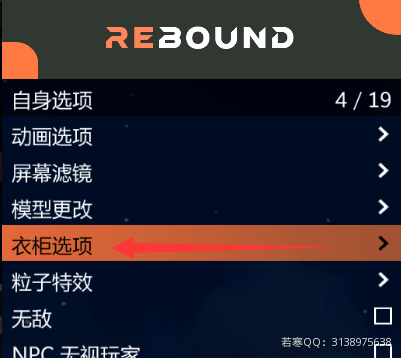 REBOUND
自身选项 4 / 19
动画选项
屏幕滤镜
模型更改
衣柜选项
粒子特效
无敌
NPC 无视玩家
若寒QQ: 3138975638